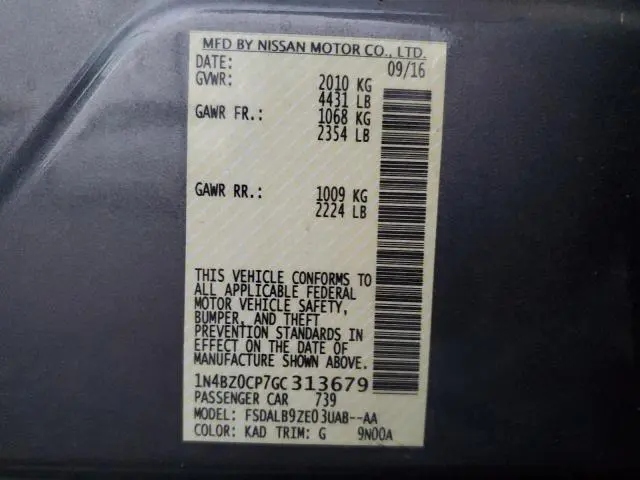 MFD BY NISSAN MOTOR CO., LTD.
DATE: 09/16
GVWR: 2010 KG
4431 LB
GAWR FR.: 1068 KG
2354 LB
GAWR RR.: 1009 KG
2224 LB
THIS VEHICLE CONFORMS TO
ALL APPLICABLE FEDERAL
MOTOR VEHICLE SAFETY,
BUMPER, AND THEFT
PREVENTION STANDARDS IN
EFFECT ON THE DATE OF
MANUFACTURE SHOWN ABOVE.
1N4BZ0CP7GC313679
PASSENGER CAR 739
MODEL: FSDALB9ZE03UAB--AA
COLOR: KAD TRIM: G 9N00A